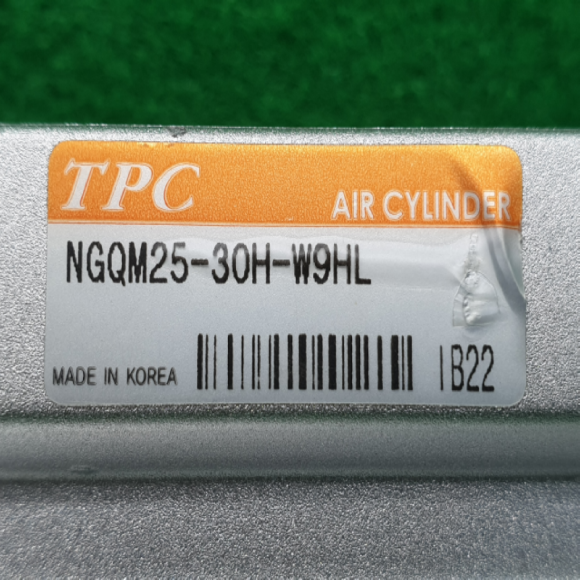 TPC
AIR CYLINDER
NGQM25-30H-W9HL
MADE IN KOREA
IB22